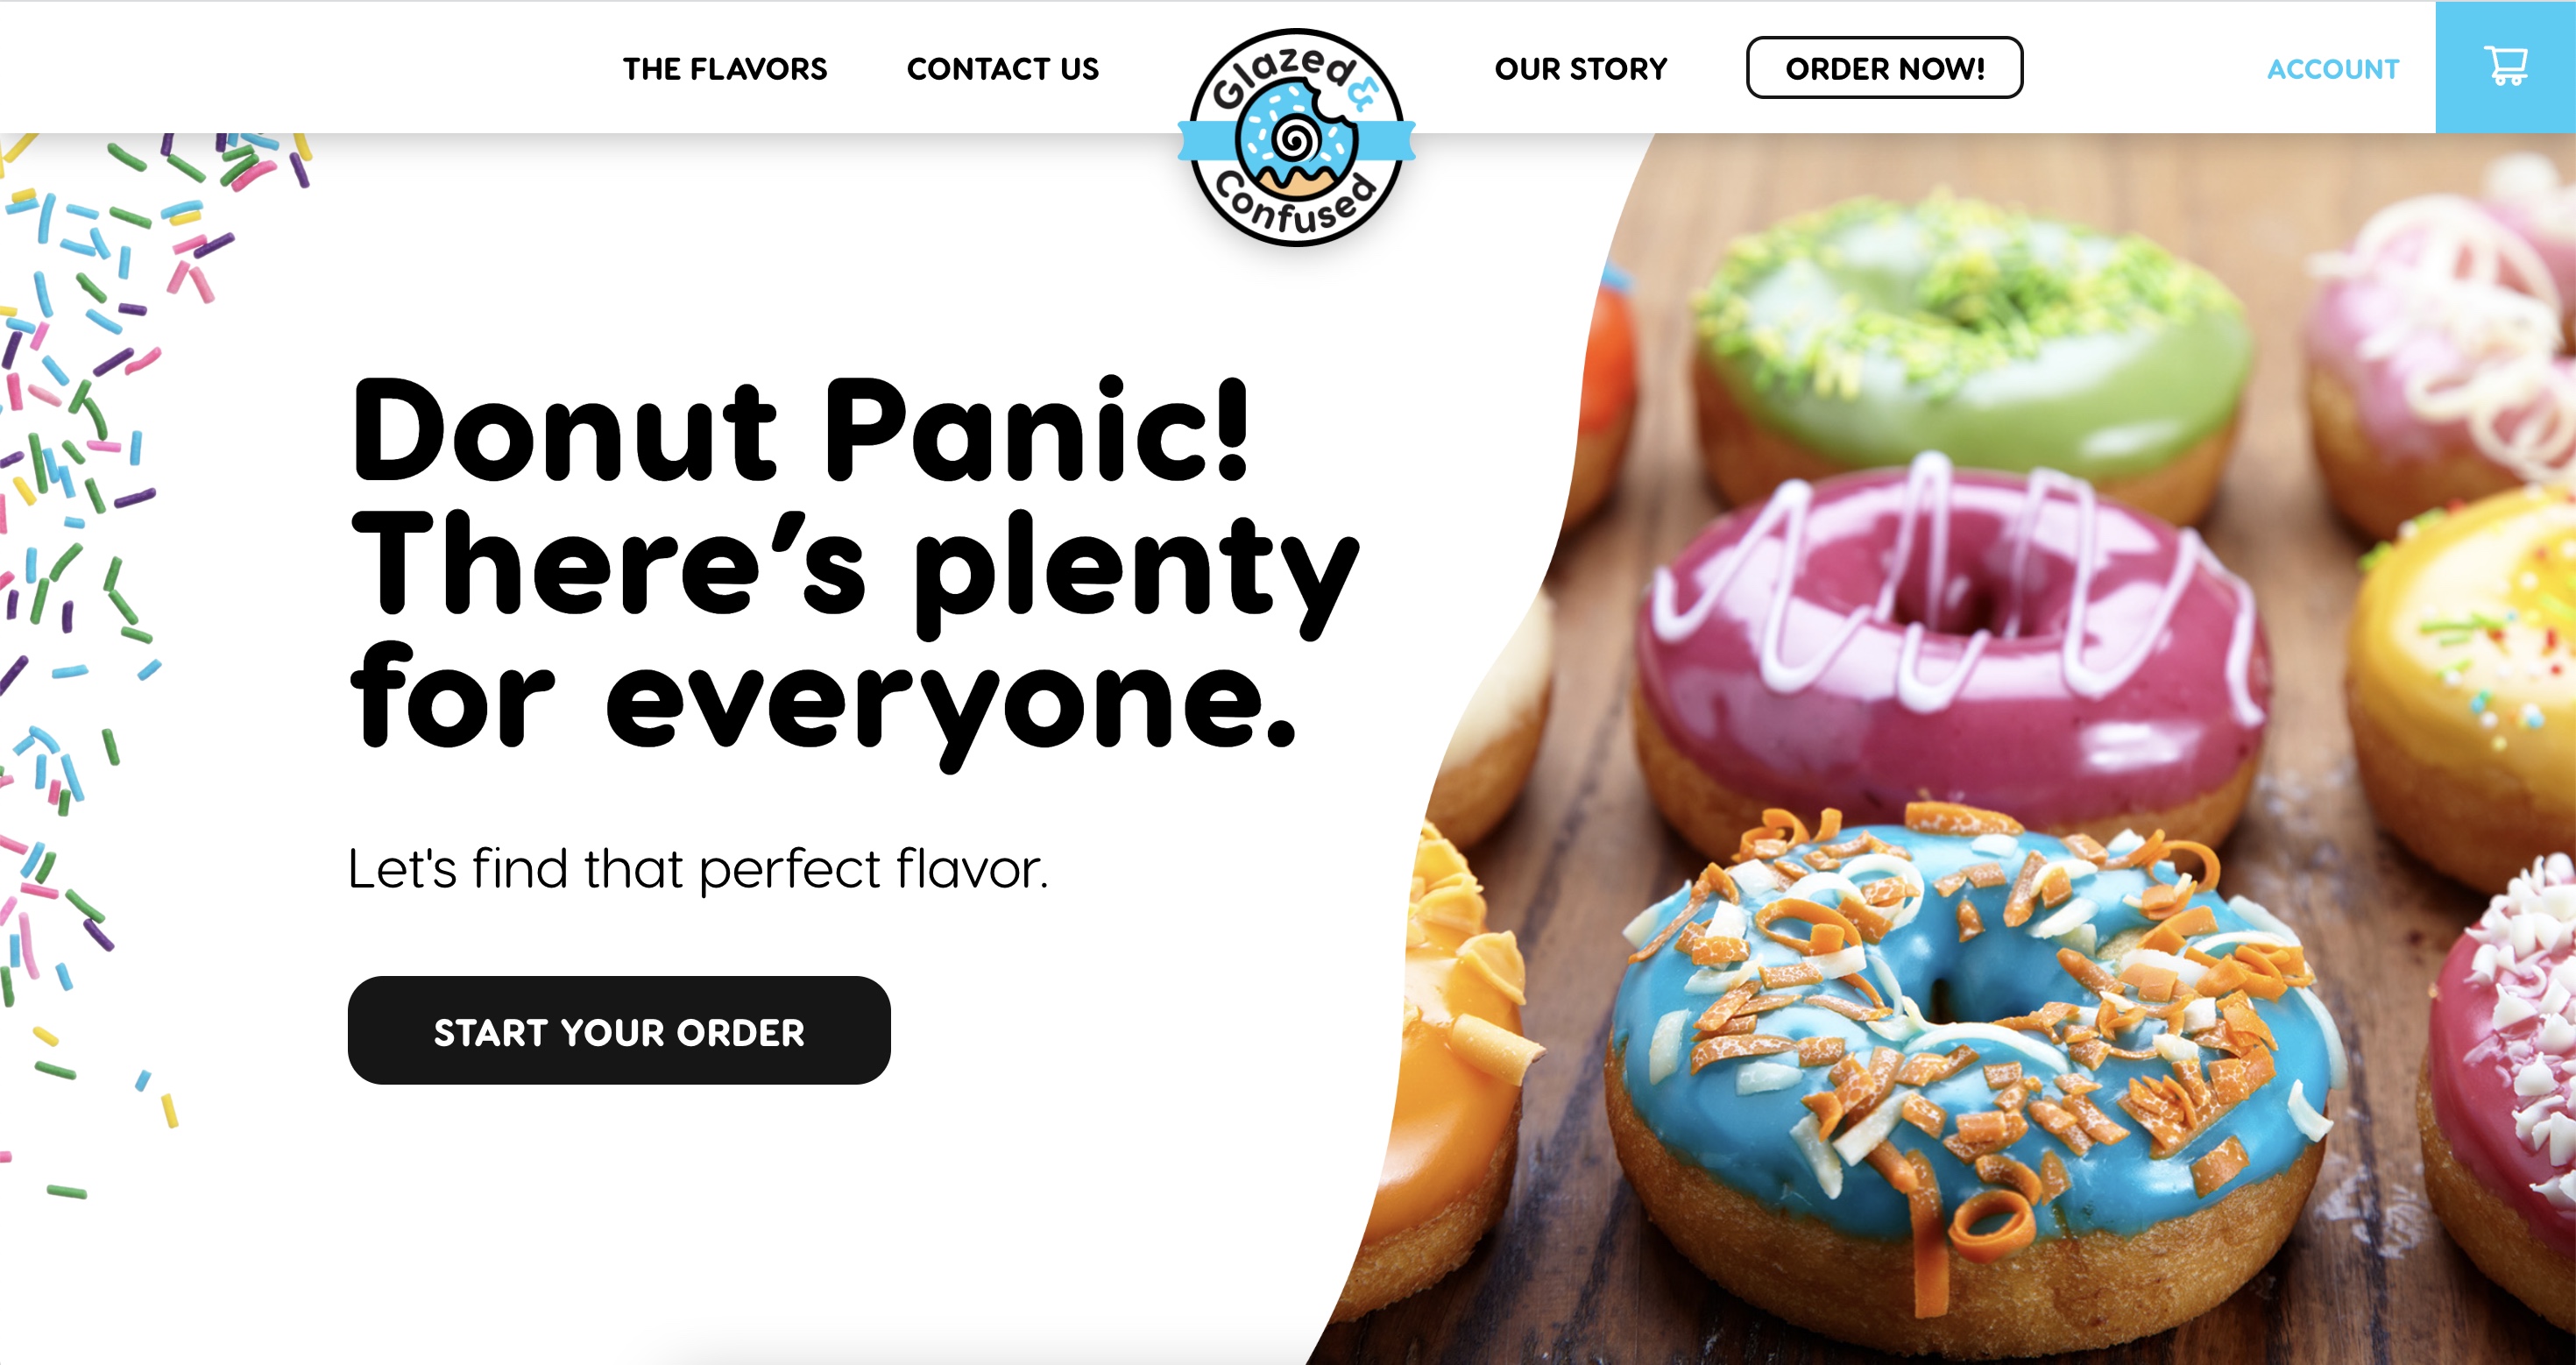 THE FLAVORS
CONTACT US
Glazed &
Confused
OUR STORY
ORDER NOW!
ACCOUNT
Donut Panic!
There’s plenty
for everyone.
Let's find that perfect flavor.
START YOUR ORDER